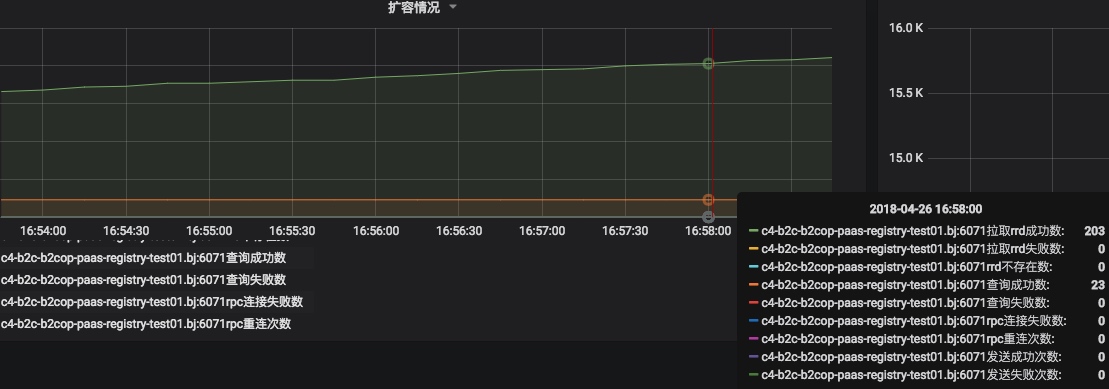 扩容情况
16.0 K
15.5 K
15.0 K
16:54:00 16:54:30 16:55:00 16:55:30 16:56:00 16:56:30 16:57:00 16:57:30 16:58:00
c4-b2c-b2cop-paas-registry-test01.bj:6071查询成功数
c4-b2c-b2cop-paas-registry-test01.bj:6071查询失败数
c4-b2c-b2cop-paas-registry-test01.bj:6071rpc连接失败数
c4-b2c-b2cop-paas-registry-test01.bj:6071rpc重连次数
2018-04-26 16:58:00
c4-b2c-b2cop-paas-registry-test01.bj:6071拉取rrd成功数: 203
c4-b2c-b2cop-paas-registry-test01.bj:6071拉取rrd失败数: 0
c4-b2c-b2cop-paas-registry-test01.bj:6071rrd不存在数: 0
c4-b2c-b2cop-paas-registry-test01.bj:6071查询成功数: 23
c4-b2c-b2cop-paas-registry-test01.bj:6071查询失败数: 0
c4-b2c-b2cop-paas-registry-test01.bj:6071rpc连接失败数: 0
c4-b2c-b2cop-paas-registry-test01.bj:6071rpc重连次数: 0
c4-b2c-b2cop-paas-registry-test01.bj:6071发送成功次数: 0
c4-b2c-b2cop-paas-registry-test01.bj:6071发送失败次数: 0